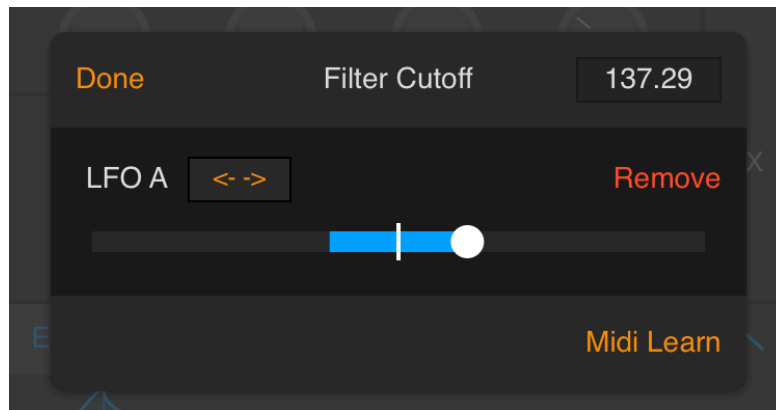 Done Filter Cutoff 137.29
LFO A <- -> Remove
X
E
Midi Learn